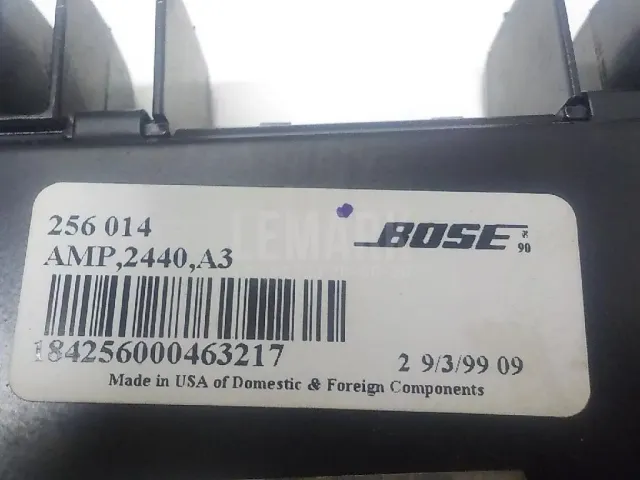 256 014
AMP,2440,A3
BOSE
90
184256000463217
2 9/3/99 09
Made in USA of Domestic & Foreign Components